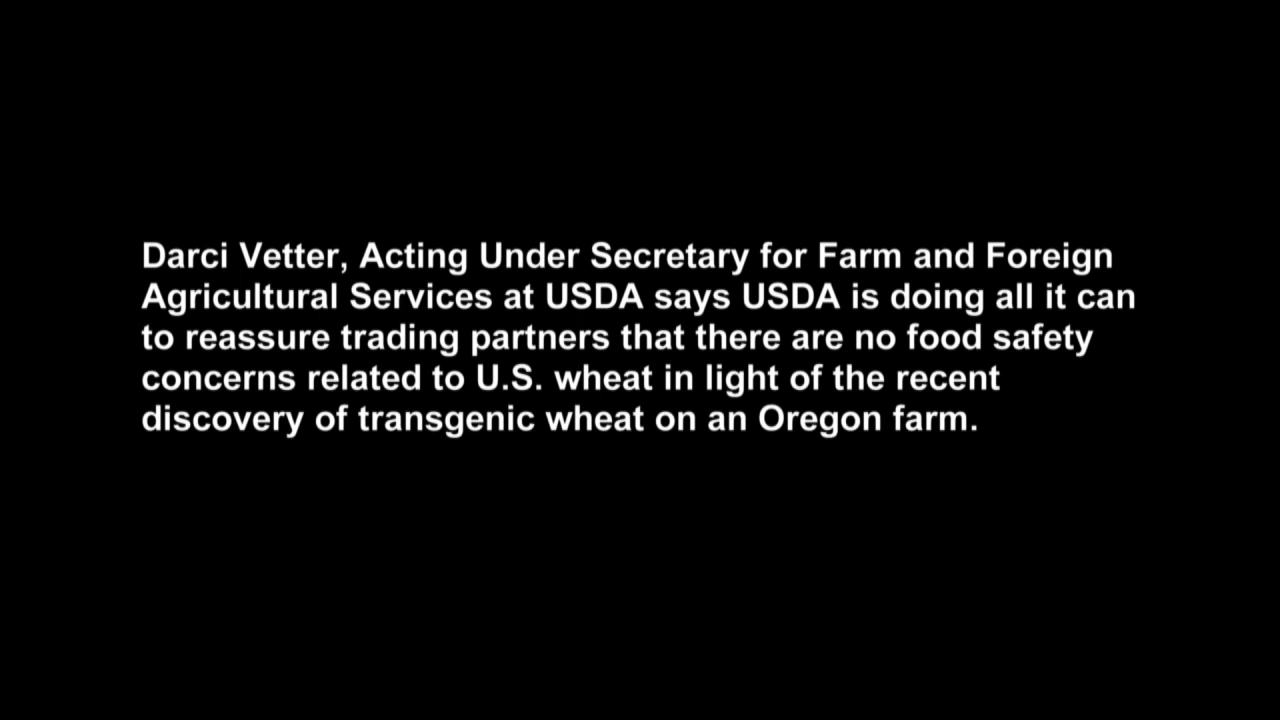 Darci Vetter, Acting Under Secretary for Farm and Foreign
Agricultural Services at USDA says USDA is doing all it can
to reassure trading partners that there are no food safety
concerns related to U.S. wheat in light of the recent
discovery of transgenic wheat on an Oregon farm.